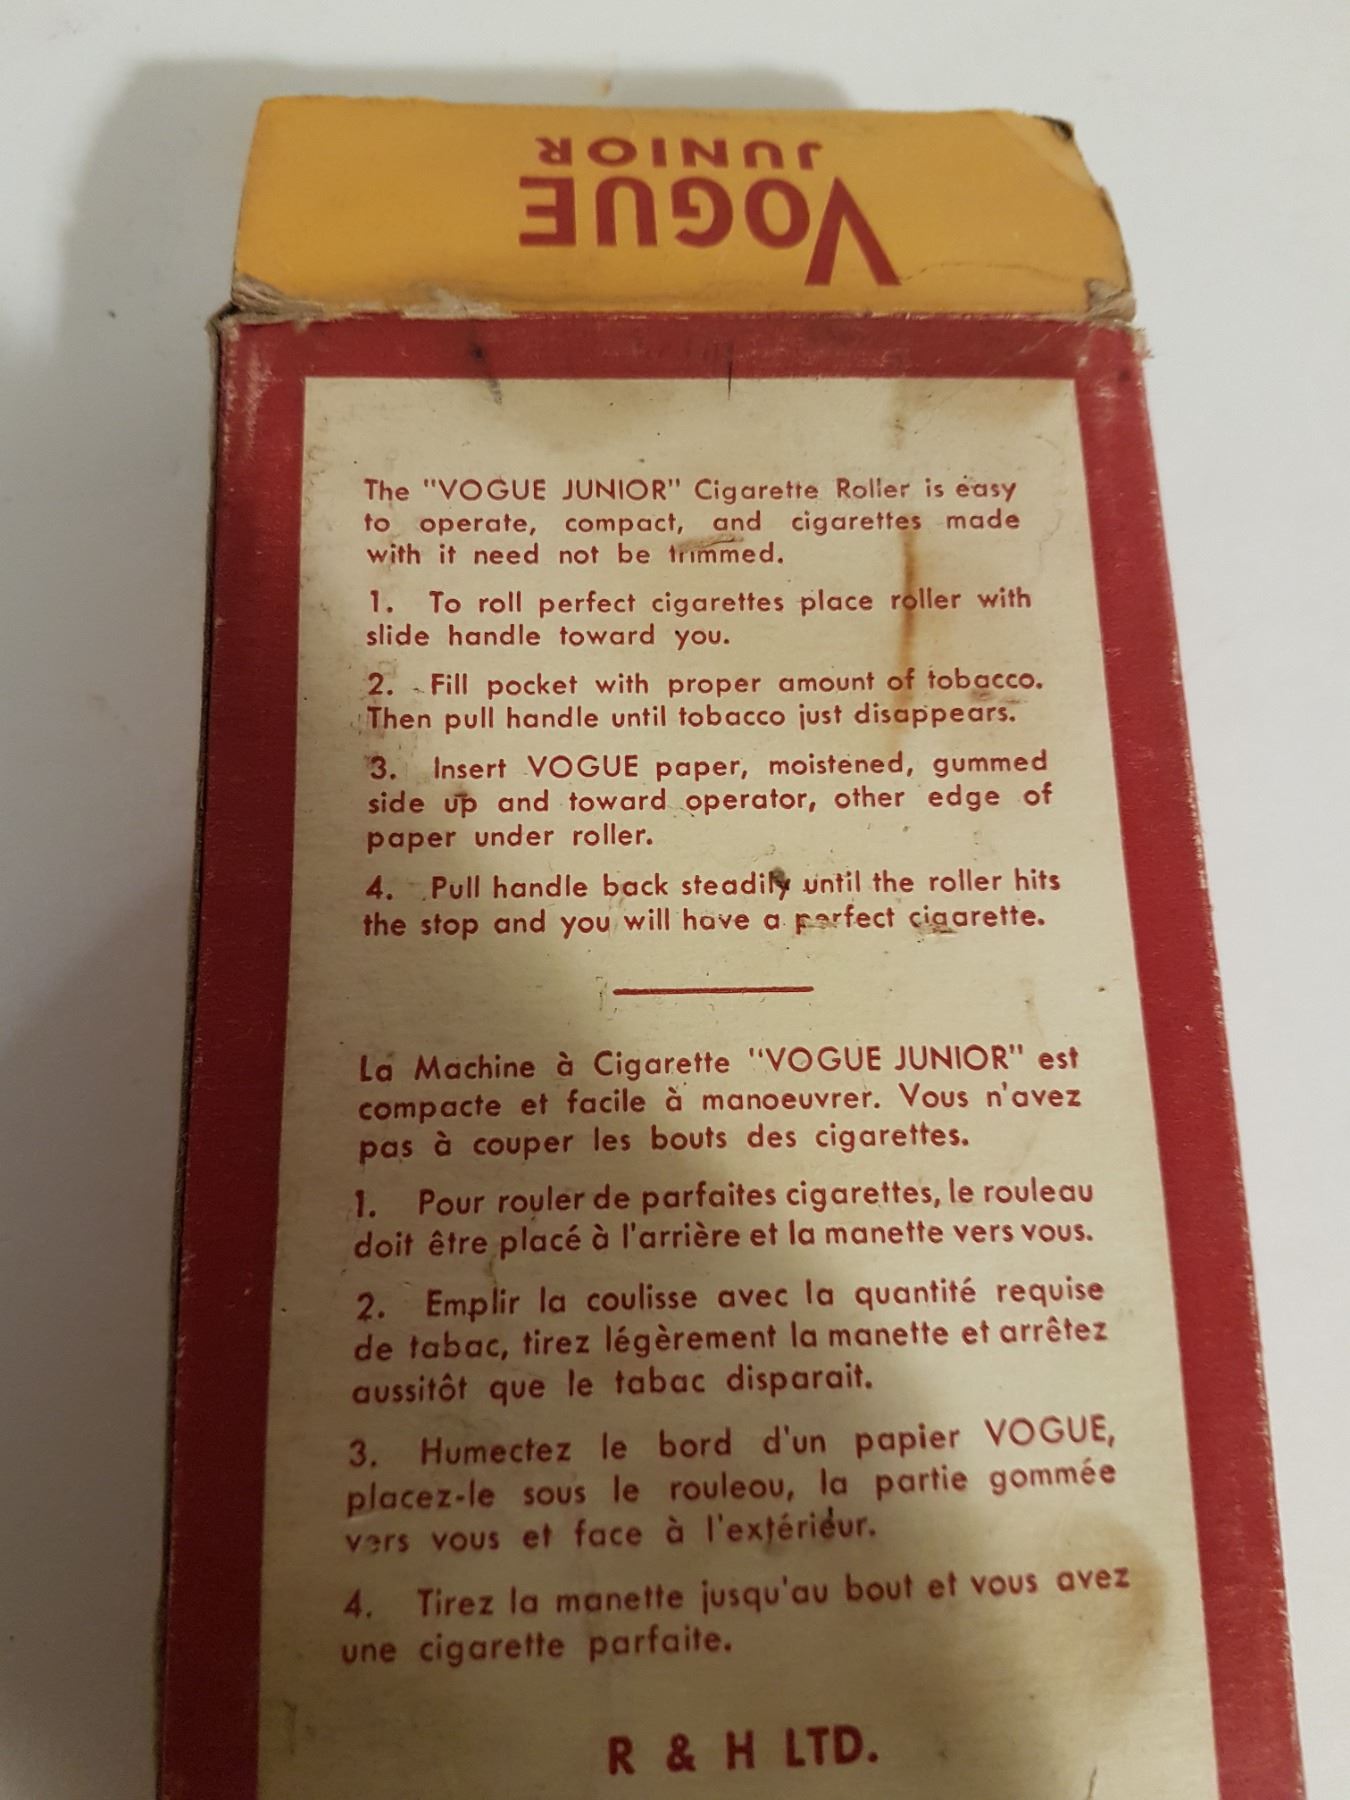 VOGUE
JUNIOR
The "VOGUE JUNIOR" Cigarette Roller is easy
to operate, compact, and cigarettes made
with it need not be trimmed.
1. To roll perfect cigarettes place roller with
slide handle toward you.
2. Fill pocket with proper amount of tobacco.
Then pull handle until tobacco just disappears.
3. Insert VOGUE paper, moistened, gummed
side up and toward operator, other edge of
paper under roller.
4. Pull handle back steadily until the roller hits
the stop and you will have a perfect cigarette.
La Machine à Cigarette "VOGUE JUNIOR" est
compacte et facile à manoeuvrer. Vous n'avez
pas à couper les bouts des cigarettes.
1. Pour rouler de parfaites cigarettes, le rouleau
doit être placé à l'arrière et la manette vers vous.
2. Emplir la coulisse avec la quantité requise
de tabac, tirez légèrement la manette et arrêtez
aussitôt que le tabac disparait.
3. Humectez le bord d'un papier VOGUE,
placez-le sous le rouleou, la partie gommée
vers vous et face à l'extérieur.
4. Tirez la manette jusqu'au bout et vous avez
une cigarette parfaite.
R & H LTD.